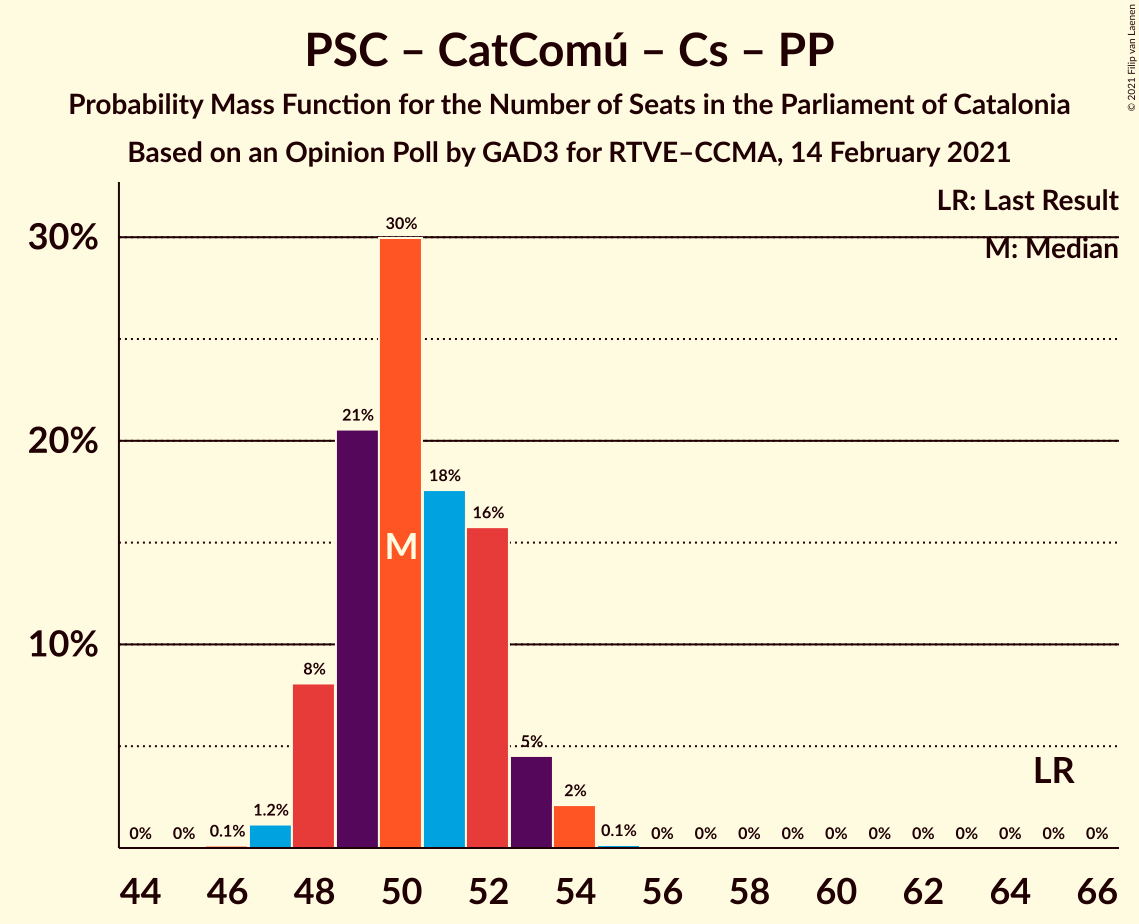 PSC – CatComú – Cs – PP
Probability Mass Function for the Number of Seats in the Parliament of Catalonia
Based on an Opinion Poll by GAD3 for RTVE–CCMA, 14 February 2021
© 2021 Filip van Laenen
LR: Last Result
M: Median
30%
20%
10%
0% 0% 0.1% 1.2% 8% 21% 30% 18% 16% 5% 2% 0.1% 0% 0% 0% 0% 0% 0% 0% 0% 0% 0% 0%
M
LR
44 46 48 50 52 54 56 58 60 62 64 66